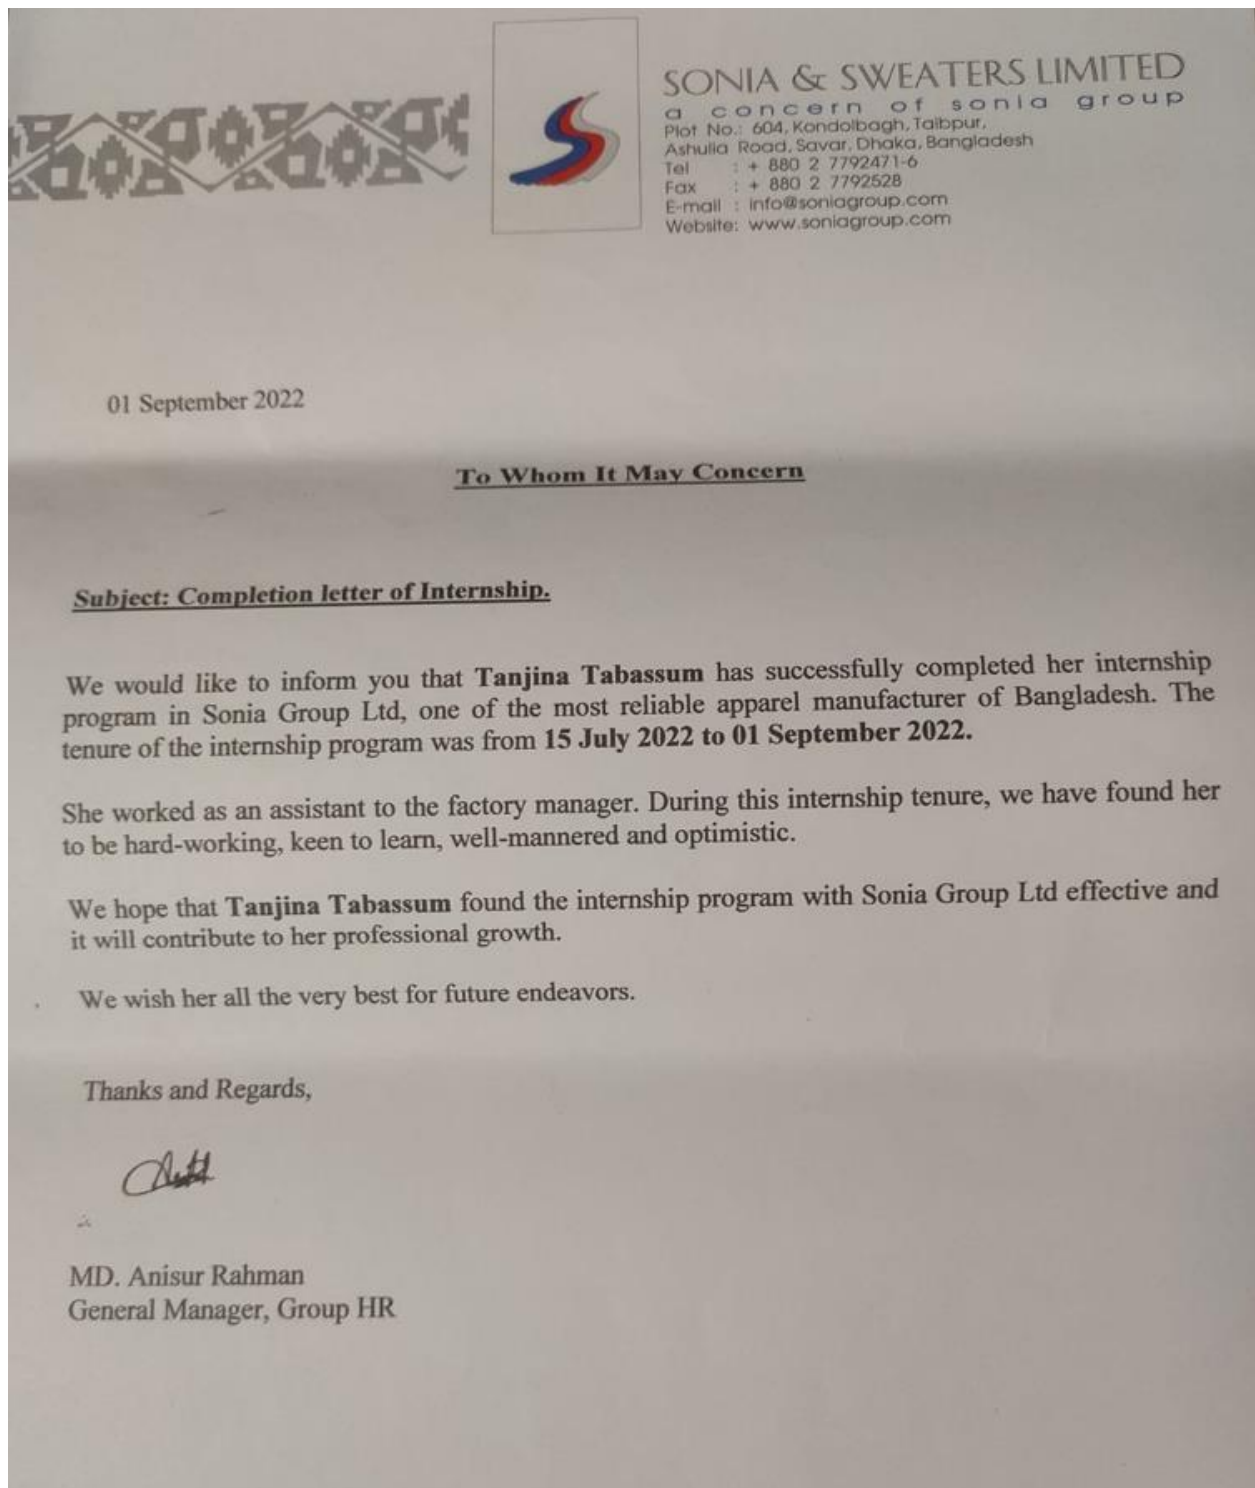 SONIA & SWEATERS LIMITED
a concern of sonia group
Plot No.: 604, Kondolbagh, Taibpur,
Ashulia Road, Savar, Dhaka, Bangladesh
Tel : + 880 2 7792471-6
Fax : + 880 2 7792528
E-mail : info@soniagroup.com
Website: www.soniagroup.com
01 September 2022
To Whom It May Concern
Subject: Completion letter of Internship.
We would like to inform you that Tanjina Tabassum has successfully completed her internship
program in Sonia Group Ltd, one of the most reliable apparel manufacturer of Bangladesh. The
tenure of the internship program was from 15 July 2022 to 01 September 2022.
She worked as an assistant to the factory manager. During this internship tenure, we have found her
to be hard-working, keen to learn, well-mannered and optimistic.
We hope that Tanjina Tabassum found the internship program with Sonia Group Ltd effective and
it will contribute to her professional growth.
We wish her all the very best for future endeavors.
Thanks and Regards,
MD. Anisur Rahman
General Manager, Group HR